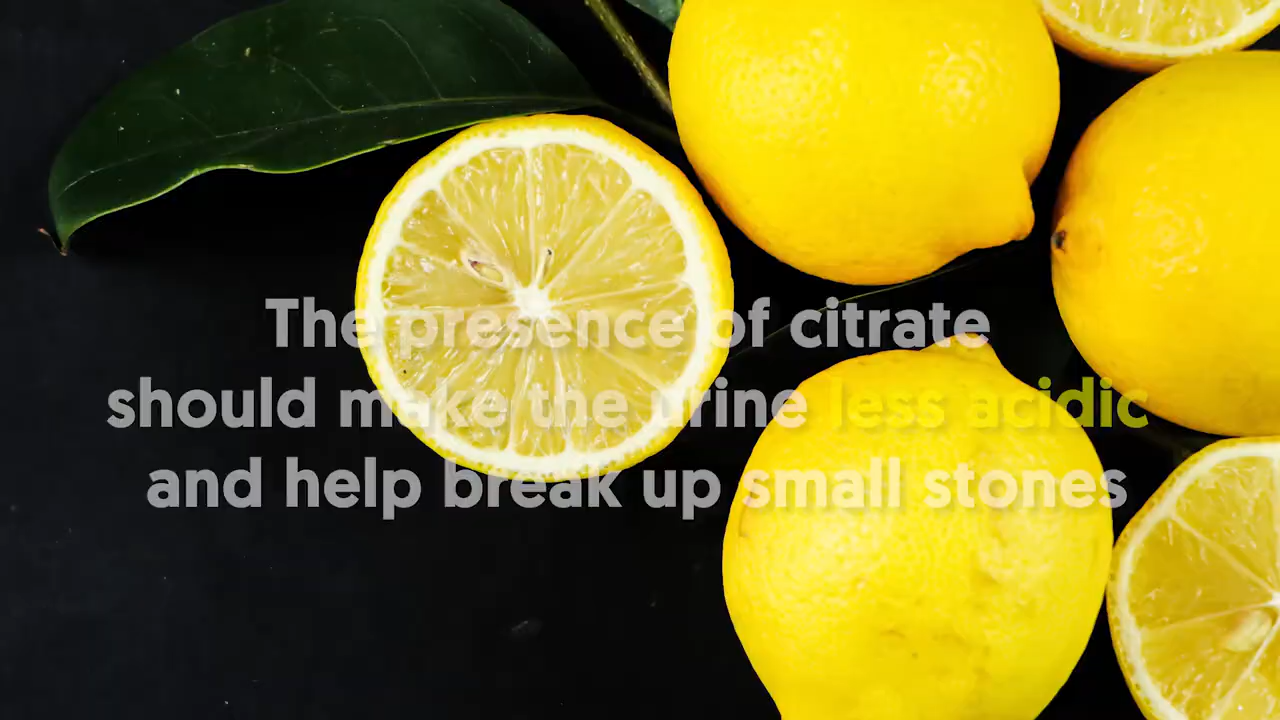 The presence of citrate
should make the urine less acidic
and help break up small stones